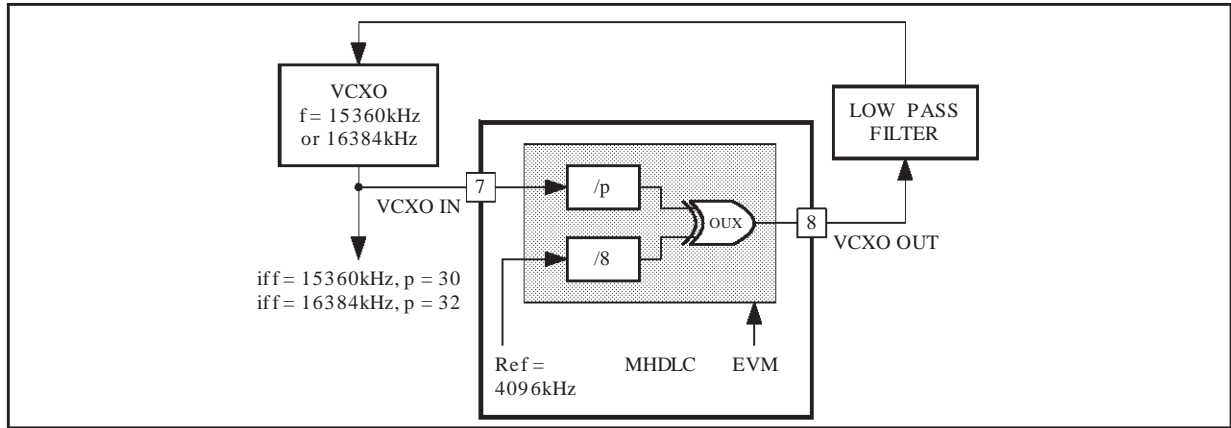 VCXO
f = 15360kHz
or 16384kHz
LOW PASS
FILTER
7
/p
OUX
8
VCXO IN
VCXO OUT
/8
if f = 15360kHz, p = 30
if f = 16384kHz, p = 32
Ref =
4096kHz
MHDLC
EVM